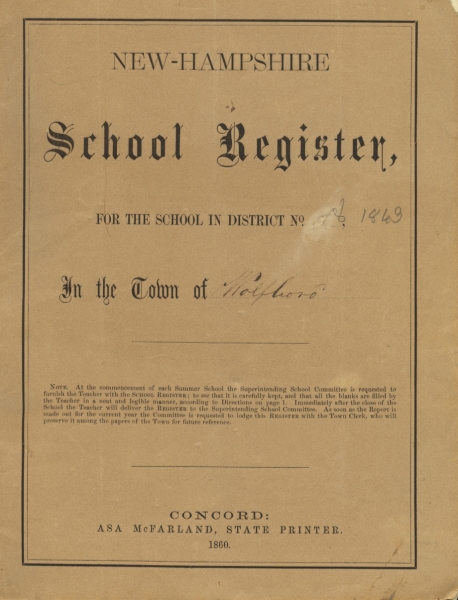 NEW-HAMPSHIRE
School Register,
FOR THE SCHOOL IN DISTRICT No. 1863
In the Town of Wolfboro
NOTE. At the commencement of each Summer School the Superintending School Committee is requested to
furnish the Teacher with the SCHOOL REGISTER; to see that it is carefully kept, and that all the blanks are filled by
the Teacher in a neat and legible manner, according to Directions on page 1. Immediately after the close of the
School the Teacher will deliver the REGISTER to the Superintending School Committee. As soon as the Report is
made out for the current year the Committee is requested to lodge this REGISTER with the Town Clerk, who will
preserve it among the papers of the Town for future reference.
CONCORD:
ASA McFARLAND, STATE PRINTER.
1860.